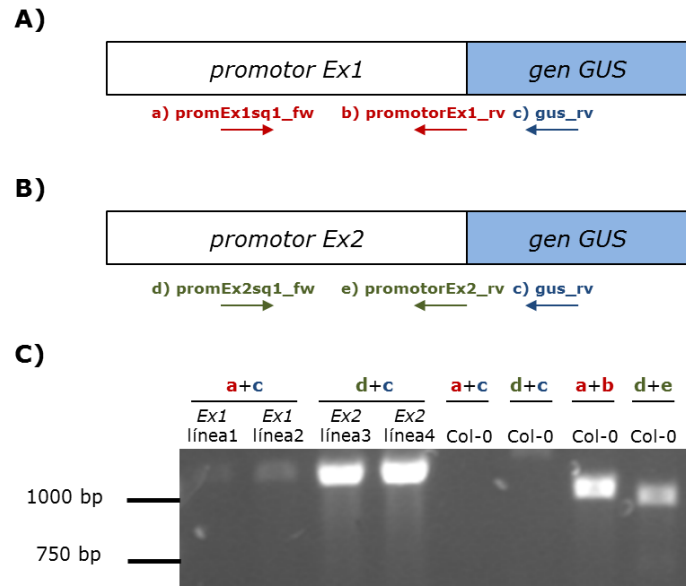 A)
promotor Ex1 gen GUS
a) promEx1sq1_fw b) promotorEx1_rv c) gus_rv
B)
promotor Ex2 gen GUS
d) promEx2sq1_fw e) promotorEx2_rv c) gus_rv
C)
a+c d+c a+c d+c a+b d+e
Ex1 Ex1 Ex2 Ex2
línea1 línea2 línea3 línea4 Col-0 Col-0 Col-0 Col-0
1000 bp
750 bp